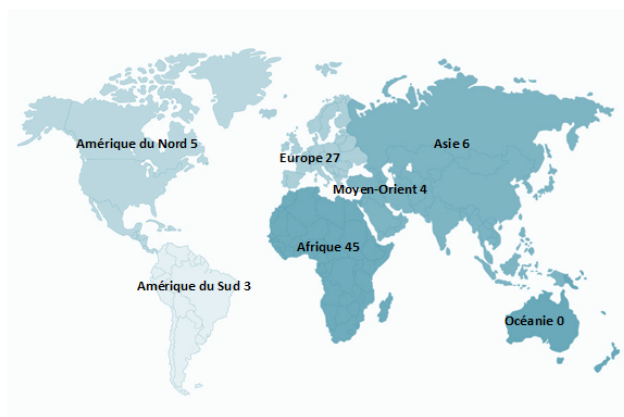 Amérique du Nord 5
Europe 27
Asie 6
Moyen-Orient 4
Afrique 45
Amérique du Sud 3
Océanie 0